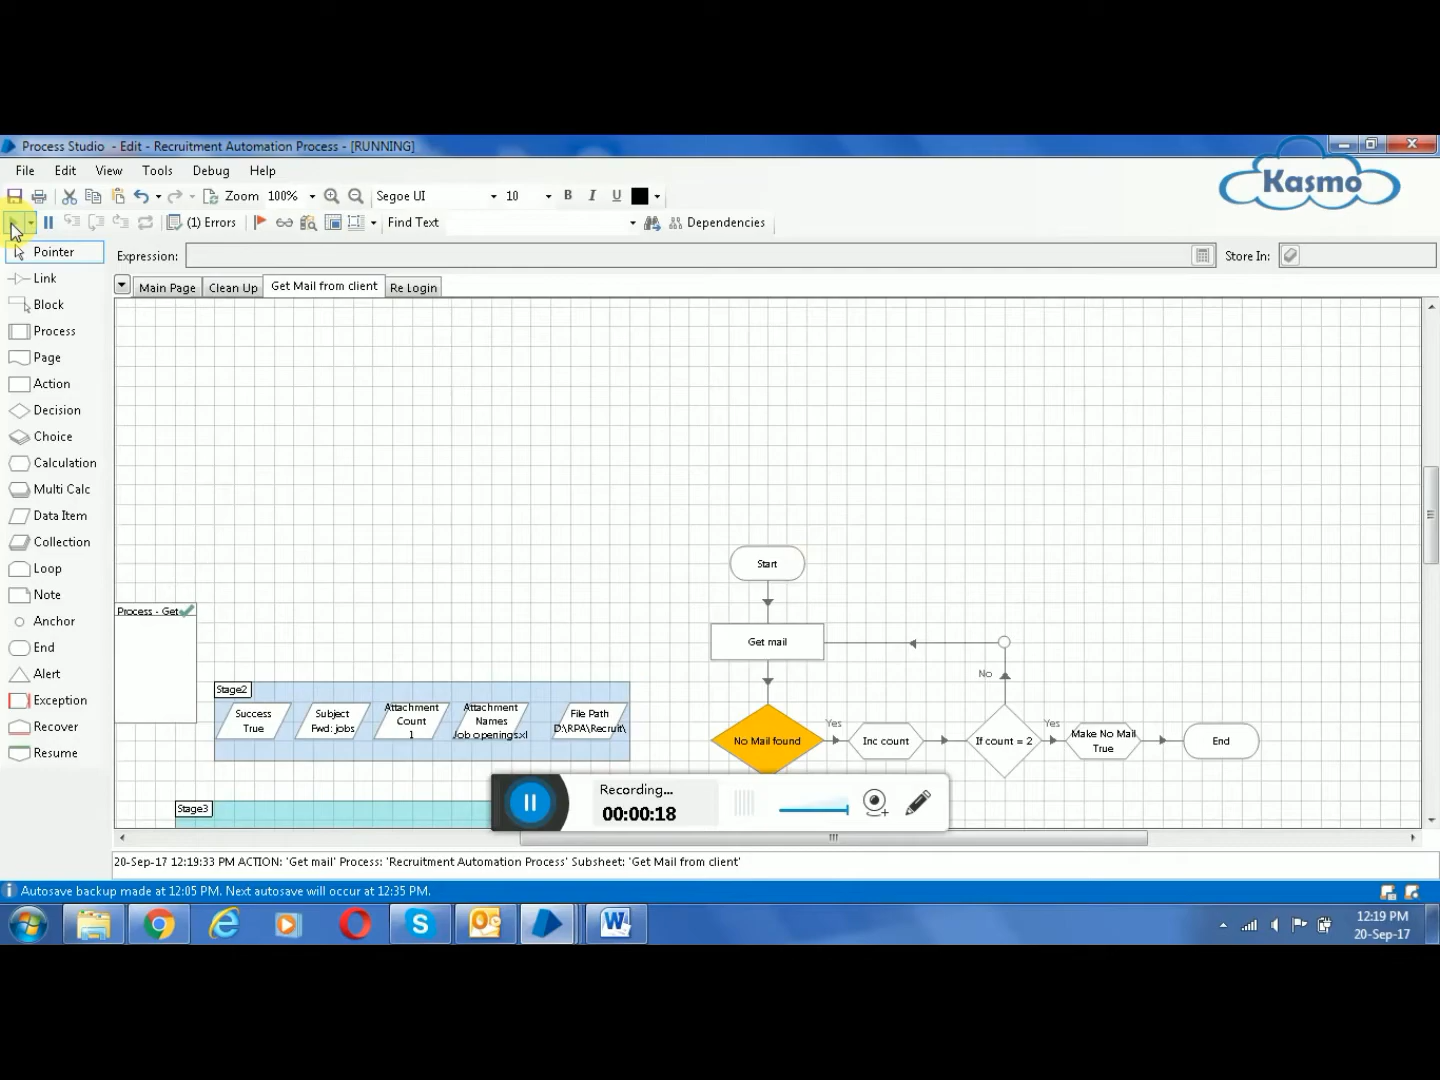 Process Studio - Edit - Recruitment Automation Process - [RUNNING]
File Edit View Tools Debug Help
Kasmo
Zoom 100% Segoe UI 10 B I U
(1) Errors Find Text Dependencies
Pointer
Expression: Store In:
Link
Main Page Clean Up Get Mail from client Re Login
Block
Process
Page
Action
Decision
Choice
Calculation
Multi Calc
Data Item
Collection
Loop
Note
Anchor
End
Alert
Exception
Recover
Resume
Start
Process - Get
Get mail
No
Stage2
Success
True
Subject
Fwd: jobs
Attachment
Count
1
Attachment
Names
Job openings.xl
File Path
D:\RPA\Recruit\
No Mail found
Yes
Inc count
If count = 2
Yes
Make No Mail
True
End
Stage3
Recording...
00:00:18
20-Sep-17 12:19:33 PM ACTION: 'Get mail' Process: 'Recruitment Automation Process' Subsheet: 'Get Mail from client'
Autosave backup made at 12:05 PM. Next autosave will occur at 12:35 PM.
12:19 PM
20-Sep-17